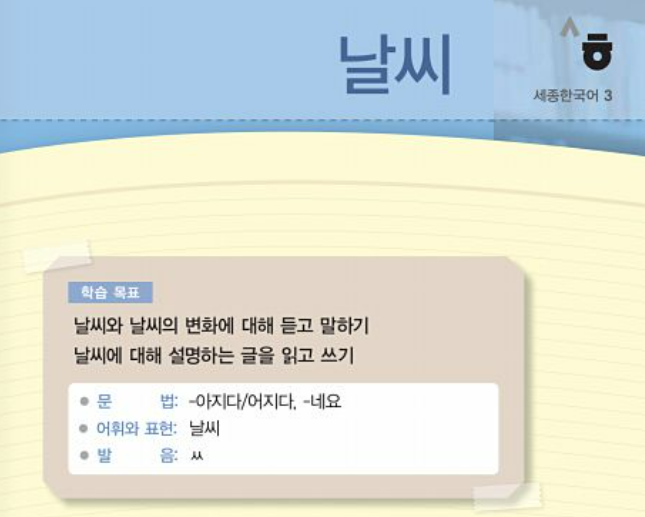 날씨
세종한국어 3
학습 목표
날씨와 날씨의 변화에 대해 듣고 말하기
날씨에 대해 설명하는 글을 읽고 쓰기
문 법: -아지다/어지다, -네요
어휘와 표현: 날씨
발 음: ㅆ